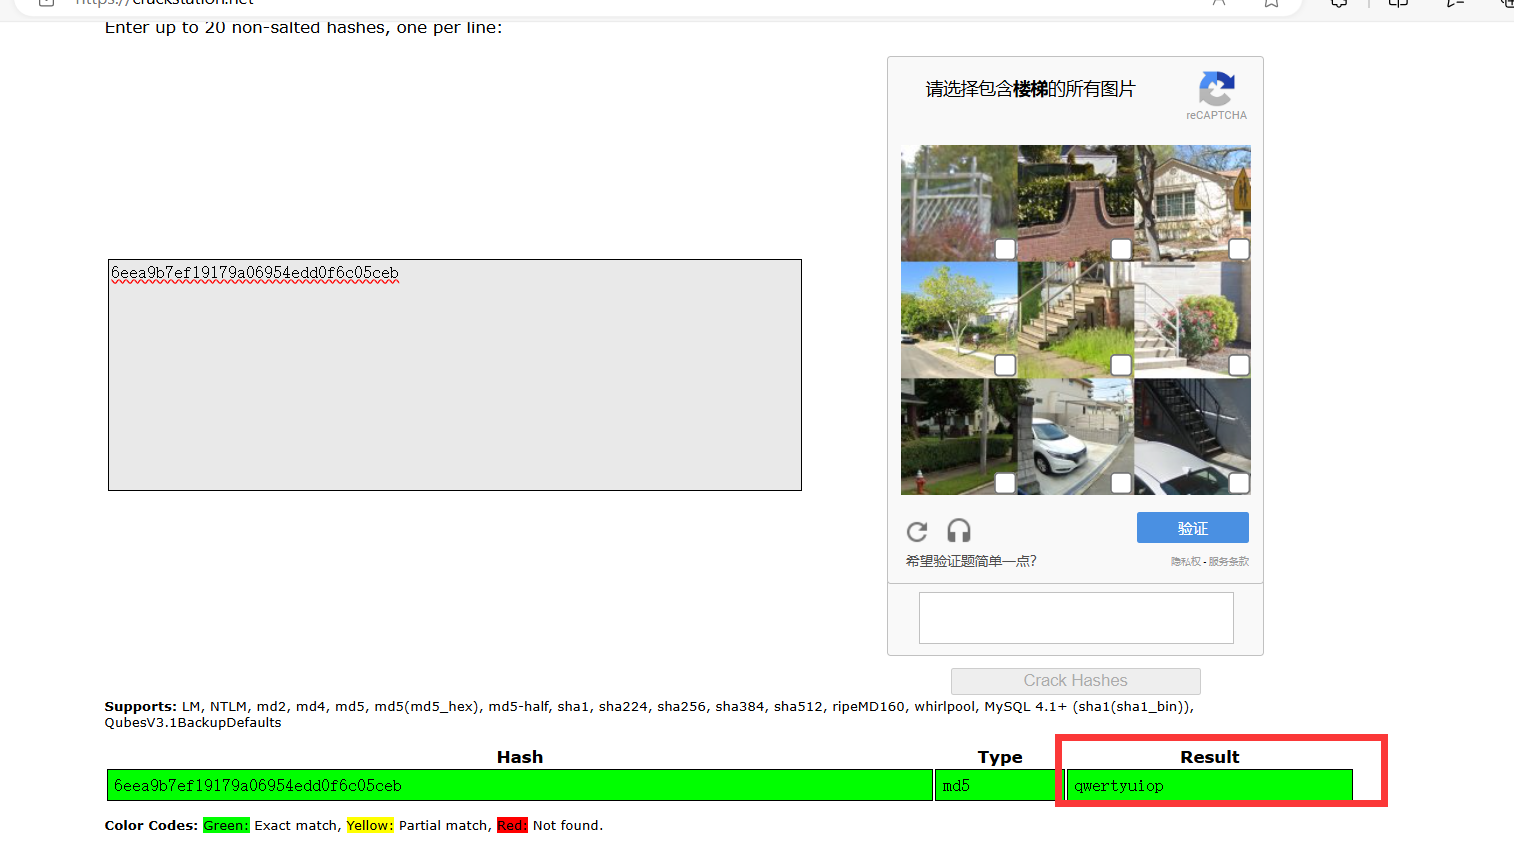 https://crackstation.net
Enter up to 20 non-salted hashes, one per line:
请选择包含楼梯的所有图片
reCAPTCHA
6eea9b7ef19179a06954edd0f6c05ceb
验证
希望验证题简单一点?
隐私权 - 服务条款
Crack Hashes
Supports: LM, NTLM, md2, md4, md5, md5(md5_hex), md5-half, sha1, sha224, sha256, sha384, sha512, ripeMD160, whirlpool, MySQL 4.1+ (sha1(sha1_bin)),
QubesV3.1BackupDefaults
Hash Type Result
6eea9b7ef19179a06954edd0f6c05ceb md5 qwertyuiop
Color Codes: Green: Exact match, Yellow: Partial match, Red: Not found.